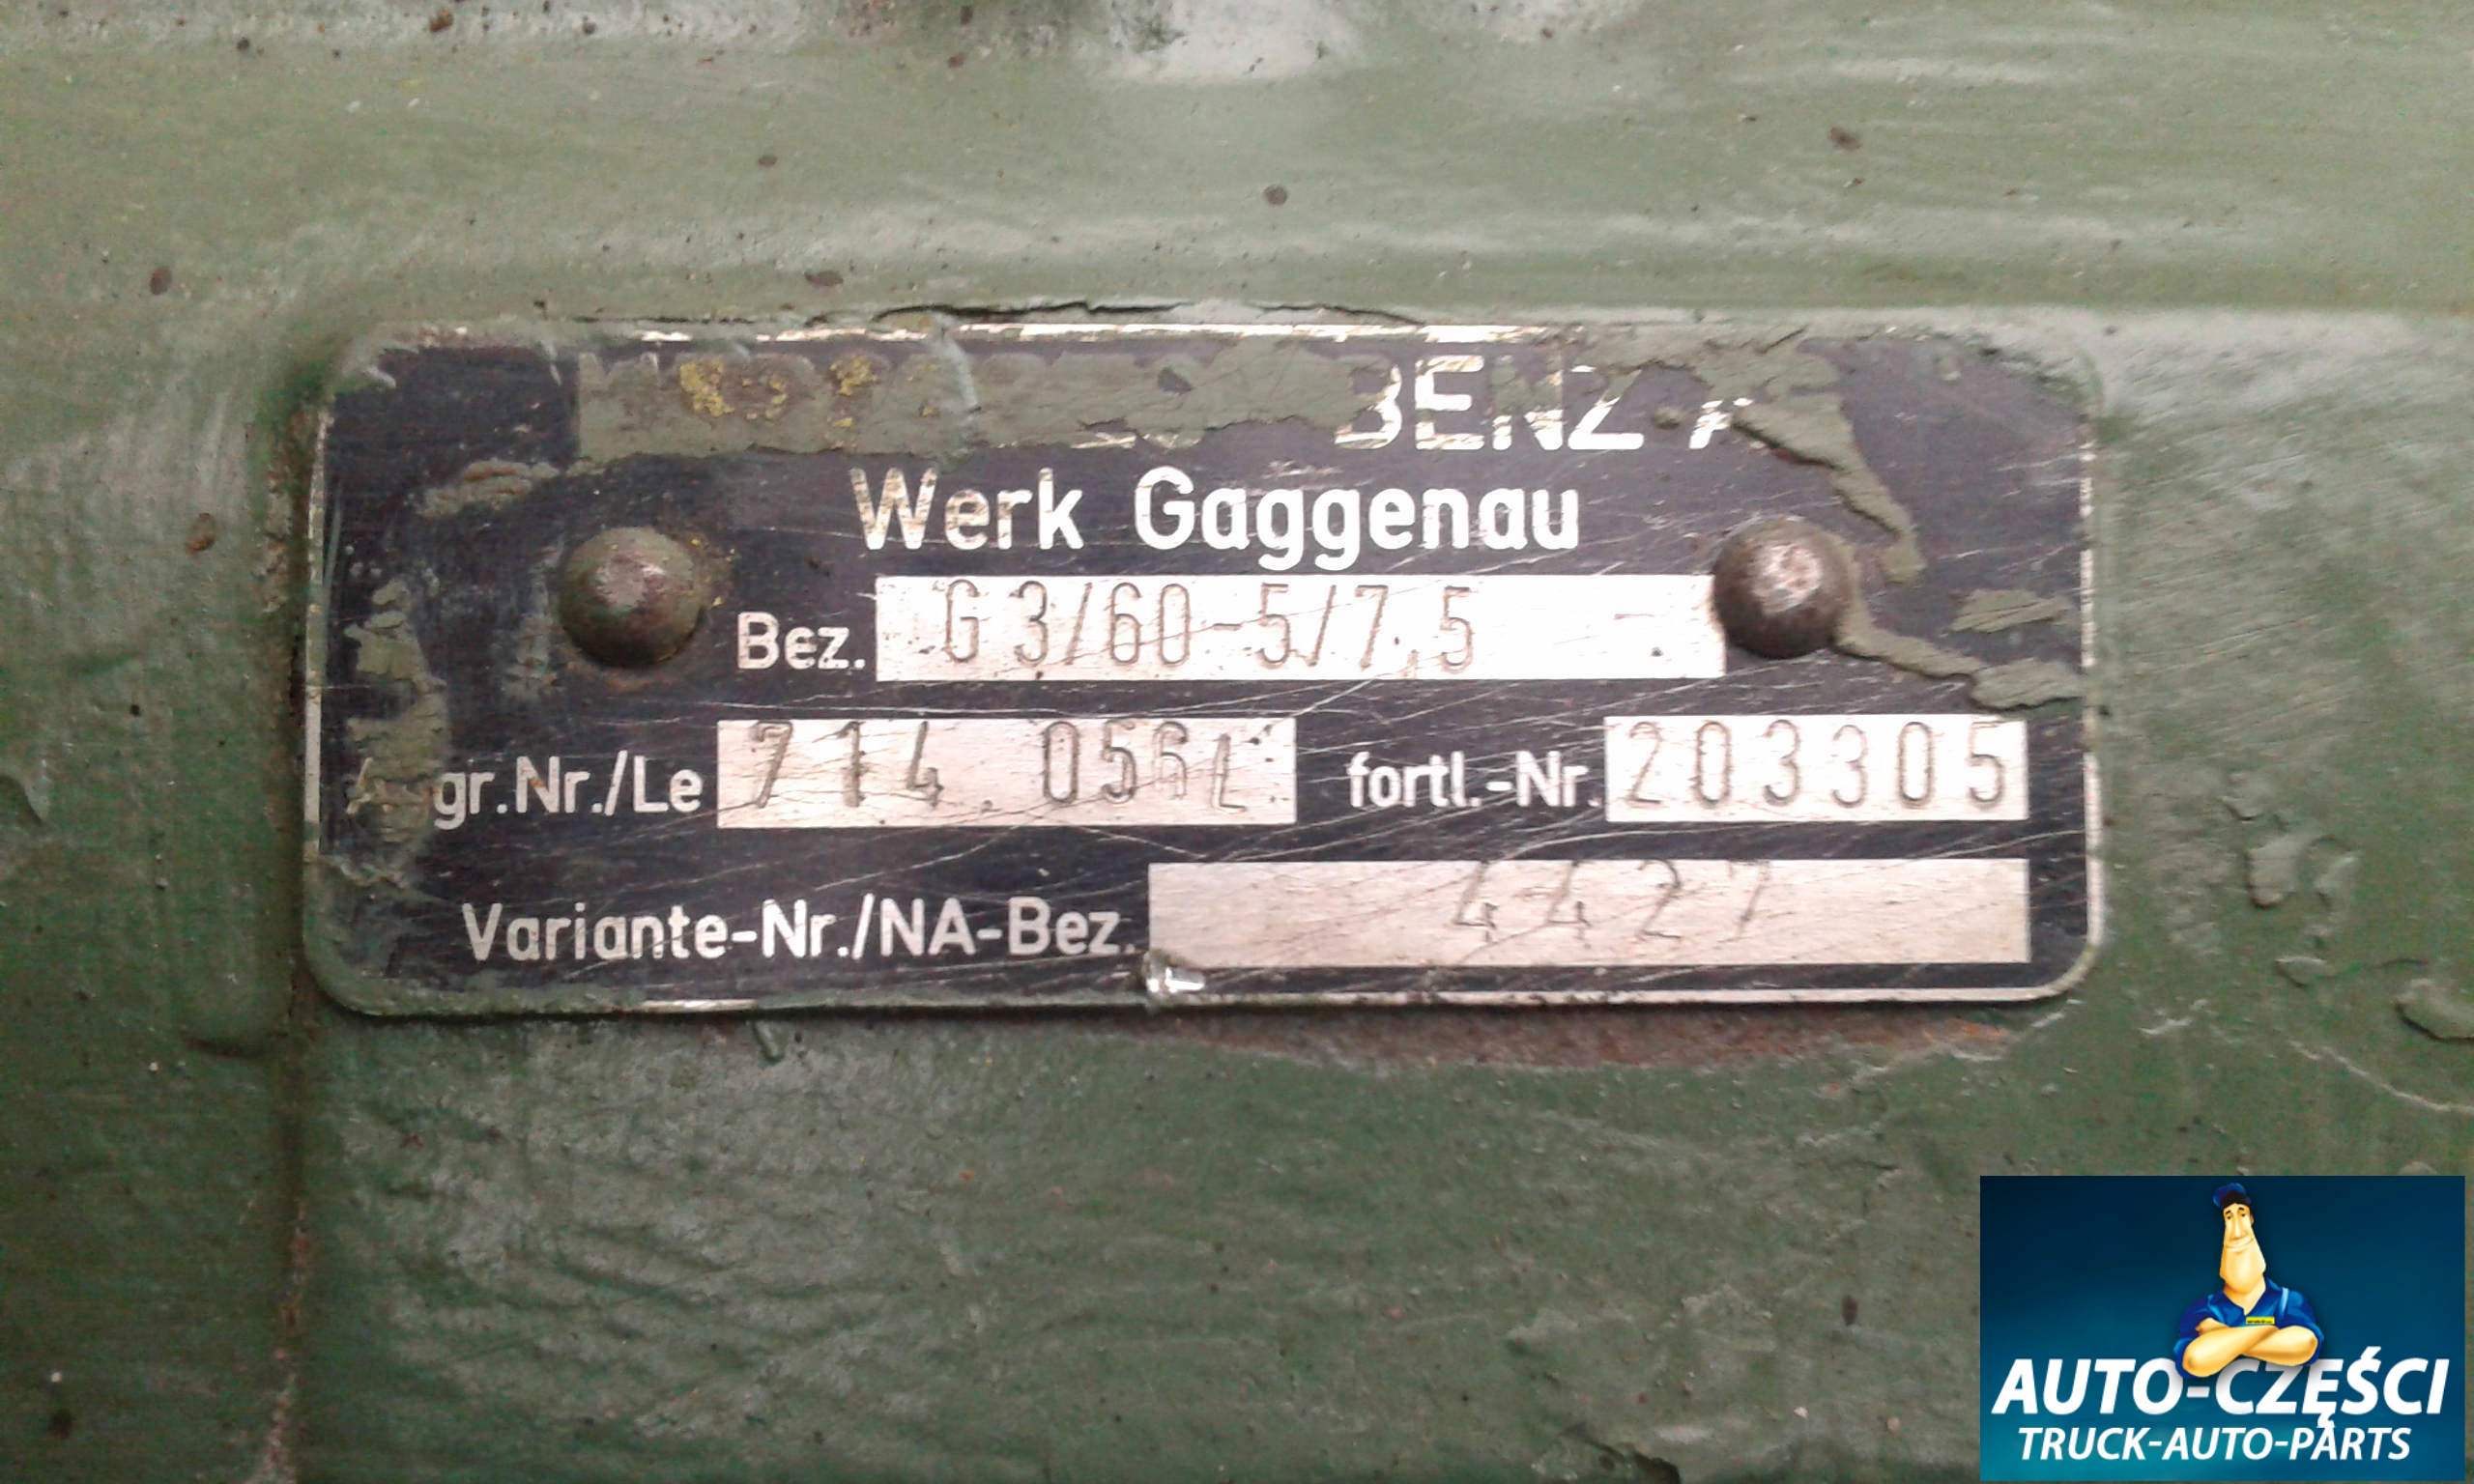 BENZ
Werk Gaggenau
Bez. G 3/60-5/7,5
gr.Nr./Le 714.056L fortl.-Nr. 203305
Variante-Nr./NA-Bez. 4427
AUTO-CZĘŚCI
TRUCK-AUTO-PARTS